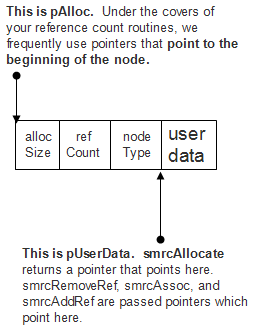 This is pAlloc. Under the covers of
your reference count routines, we
frequently use pointers that point to the
beginning of the node.
alloc Size
ref Count
node Type
user data
This is pUserData. smrcAllocate
returns a pointer that points here.
smrcRemoveRef, smrcAssoc, and
smrcAddRef are passed pointers which
point here.